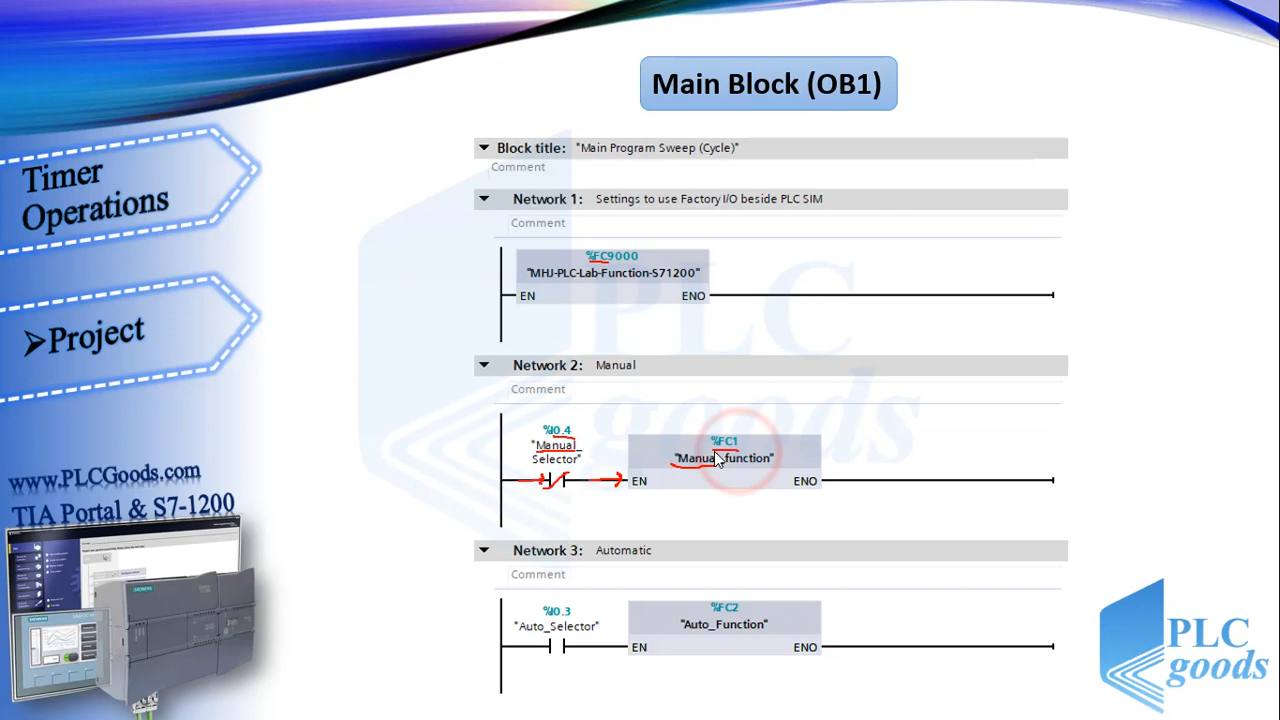 Main Block (OB1)
Timer
Operations
➢Project
www.PLCGoods.com
TIA Portal & S7-1200
Block title: "Main Program Sweep (Cycle)"
Comment
Network 1: Settings to use Factory I/O beside PLC SIM
Comment
%FC9000
"MHJ-PLC-Lab-Function-S71200"
EN ENO
Network 2: Manual
Comment
%I0.4
"Manual_
Selector"
%FC1
"Manual_function"
EN ENO
Network 3: Automatic
Comment
%I0.3
"Auto_Selector"
%FC2
"Auto_Function"
EN ENO
PLC
goods
PLC
goods
SIEMENS